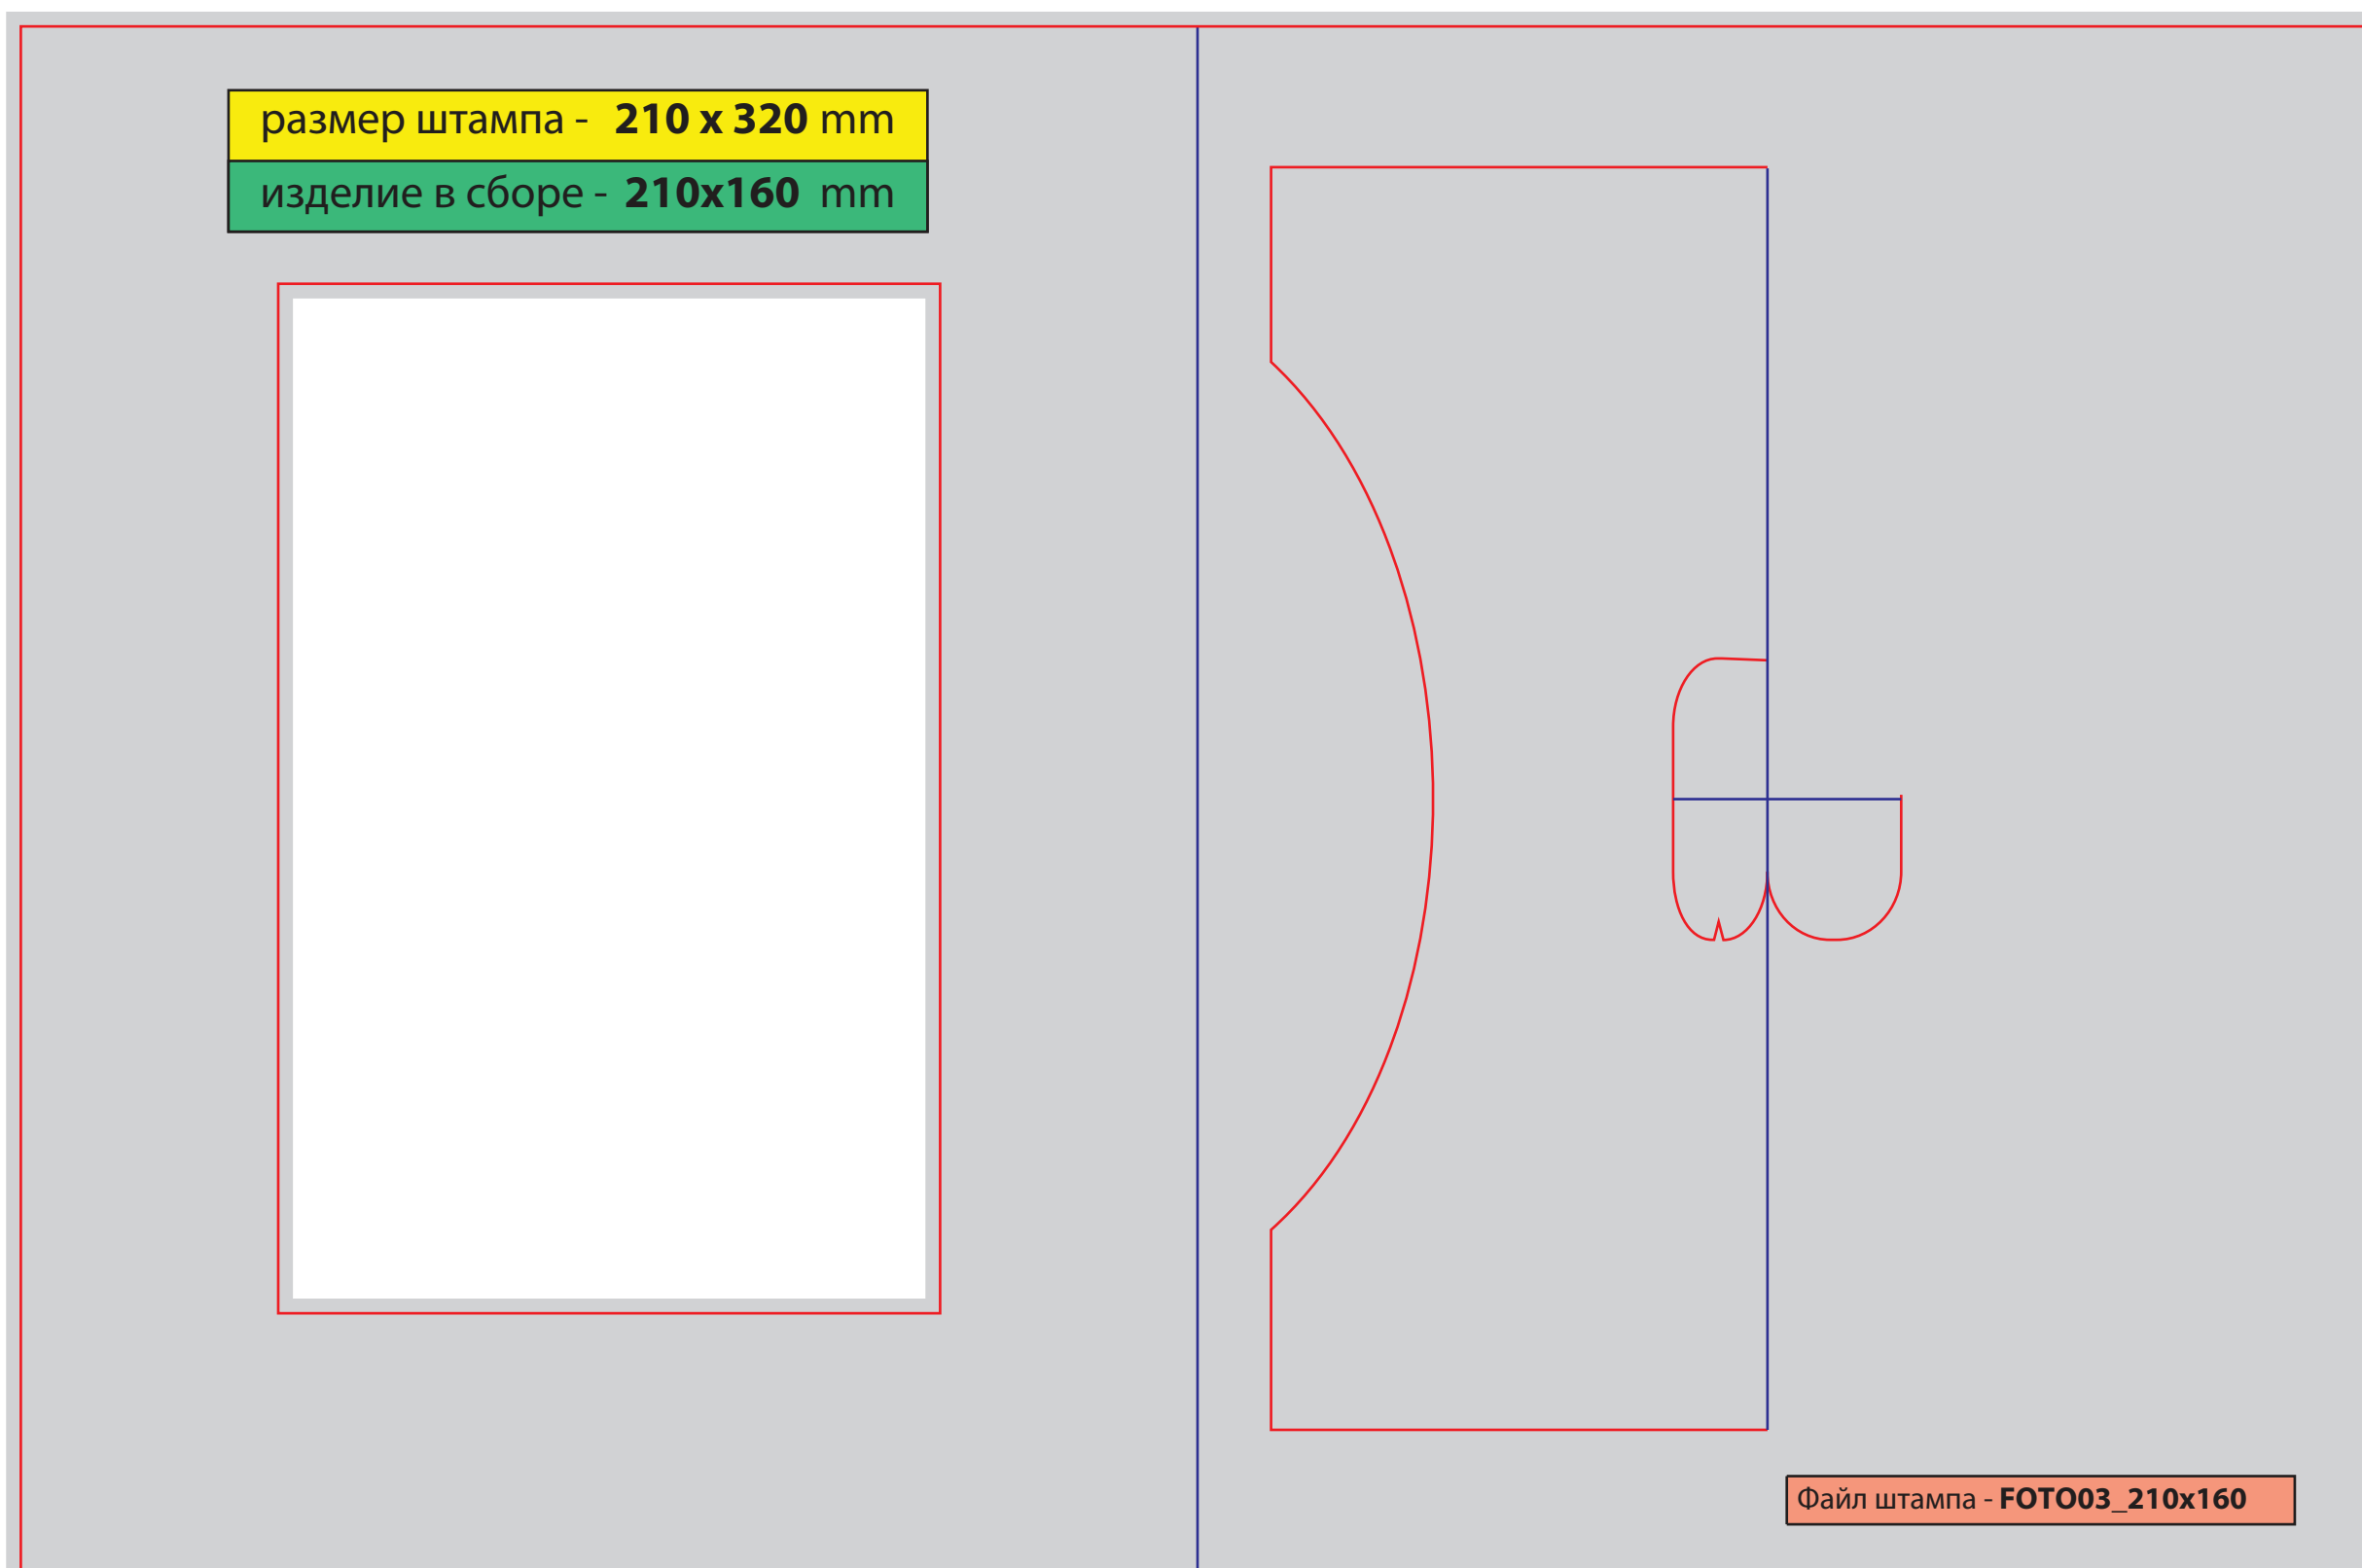 размер штампа - 210 x 320 mm
изделие в сборе - 210x160 mm
Файл штампа - FOTO03_210x160